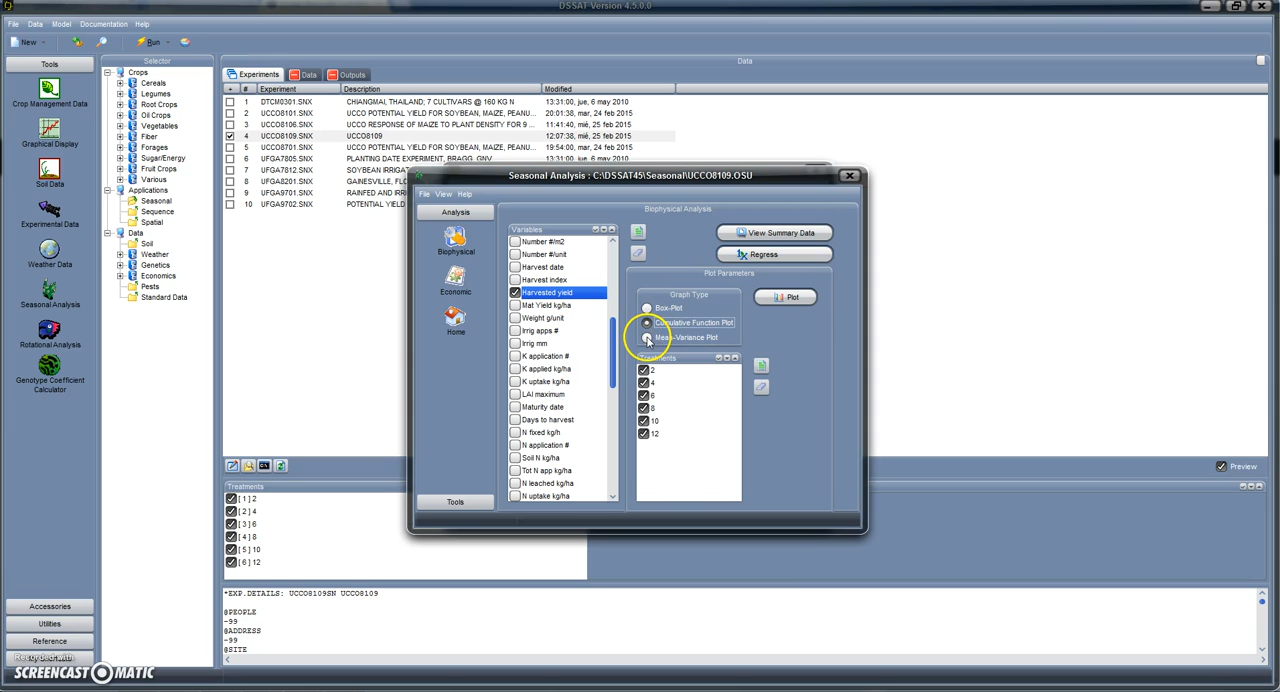 DSSAT Version 4.5.0.0
File Data Model Documentation Help
New Run
Tools
Crop Management Data
Graphical Display
Soil Data
Experimental Data
Weather Data
Seasonal Analysis
Rotational Analysis
Genotype Coefficient
Calculator
Accessories
Utilities
Reference
Recorded with
SCREENCAST MATIC
Selector
Crops
Cereals
Legumes
Root Crops
Oil Crops
Vegetables
Fiber
Forages
Sugar/Energy
Fruit Crops
Various
Applications
Seasonal
Sequence
Spatial
Data
Soil
Weather
Genetics
Economics
Pests
Standard Data
Data
Experiments Data Outputs
+ # Experiment Description Modified
1 DTCM0301.SNX CHIANGMAI, THAILAND; 7 CULTIVARS @ 160 KG N 13:31:00, jue, 6 may 2010
2 UCCO8101.SNX UCCO POTENTIAL YIELD FOR SOYBEAN, MAIZE, PEANU... 20:01:38, mar, 24 feb 2015
3 UCCO8106.SNX UCCO RESPONSE OF MAIZE TO PLANT DENSITY FOR 9 ... 11:41:40, mié, 25 feb 2015
4 UCCO8109.SNX UCCO8109 12:07:38, mié, 25 feb 2015
5 UCCO8701.SNX UCCO POTENTIAL YIELD FOR SOYBEAN, MAIZE, PEANU... 19:54:00, mar, 24 feb 2015
6 UFGA7805.SNX PLANTING DATE EXPERIMENT, BRAGG, GNV 13:31:00, jue, 6 may 2010
7 UFGA7812.SNX SOYBEAN IRRIGA
8 UFGA8201.SNX GAINESVILLE, FLO
9 UFGA9701.SNX RAINFED AND IRR
10 UFGA9702.SNX POTENTIAL YIELD
Seasonal Analysis : C:\DSSAT45\Seasonal\UCCO8109.OSU
File View Help
Analysis
Biophysical
Economic
Home
Tools
Biophysical Analysis
Variables
Number #/m2
Number #/unit
Harvest date
Harvest index
Harvested yield
Mat Yield kg/ha
Weight g/unit
Irrig apps #
Irrig mm
K application #
K applied kg/ha
K uptake kg/ha
LAI maximum
Maturity date
Days to harvest
N fixed kg/h
N application #
Soil N kg/ha
Tot N app kg/ha
N leached kg/ha
N uptake kg/ha
View Summary Data
Regress
Plot Parameters
Graph Type
Box-Plot
Cumulative Function Plot
Mean-Variance Plot
Plot
Treatments
2
4
6
8
10
12
Preview
Treatments
[ 1 ] 2
[ 2 ] 4
[ 3 ] 6
[ 4 ] 8
[ 5 ] 10
[ 6 ] 12
*EXP.DETAILS: UCCO8109SN UCCO8109
@PEOPLE
-99
@ADDRESS
-99
@SITE